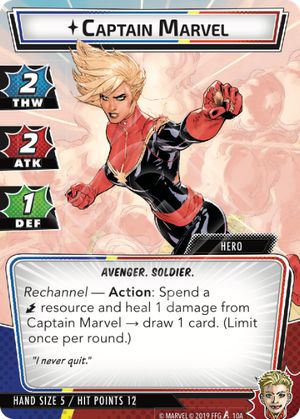 CAPTAIN MARVEL
2
THW
2
ATK
1
DEF
HERO
AVENGER. SOLDIER.
Rechannel — Action: Spend a
resource and heal 1 damage from
Captain Marvel → draw 1 card. (Limit
once per round.)
"I never quit."
HAND SIZE 5 / HIT POINTS 12
© MARVEL © 2019 FFG A 10A